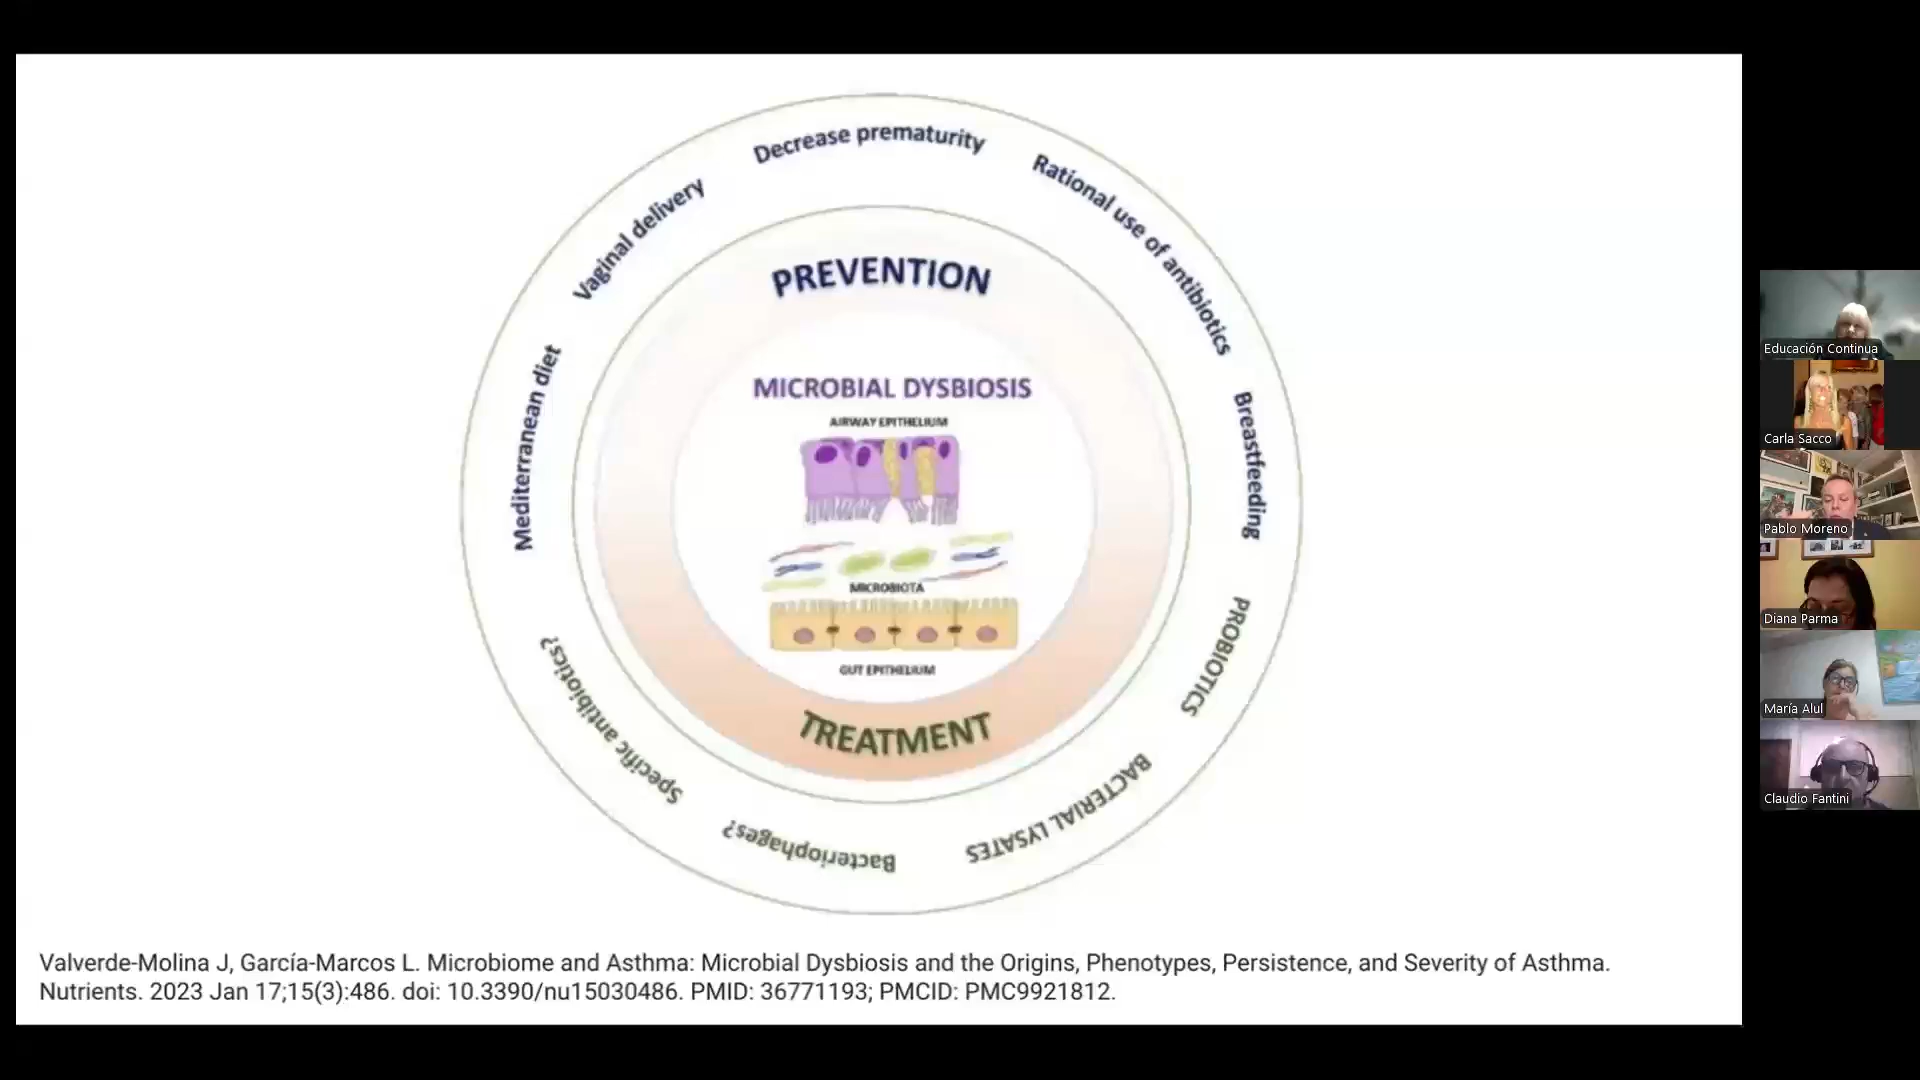 Decrease prematurity
Vaginal delivery
Rational use of antibiotics
Mediterranean diet
Breastfeeding
PREVENTION
MICROBIAL DYSBIOSIS
AIRWAY EPITHELIUM
MICROBIOTA
GUT EPITHELIUM
TREATMENT
PROBIOTICS
BACTERIAL LYSATES
Bacteriophages?
Specific antibiotics?
Valverde-Molina J, García-Marcos L. Microbiome and Asthma: Microbial Dysbiosis and the Origins, Phenotypes, Persistence, and Severity of Asthma.
Nutrients. 2023 Jan 17;15(3):486. doi: 10.3390/nu15030486. PMID: 36771193; PMCID: PMC9921812.
Educación Continua
Carla Sacco
Pablo Moreno
Diana Parma
María Alul
Claudio Fantini